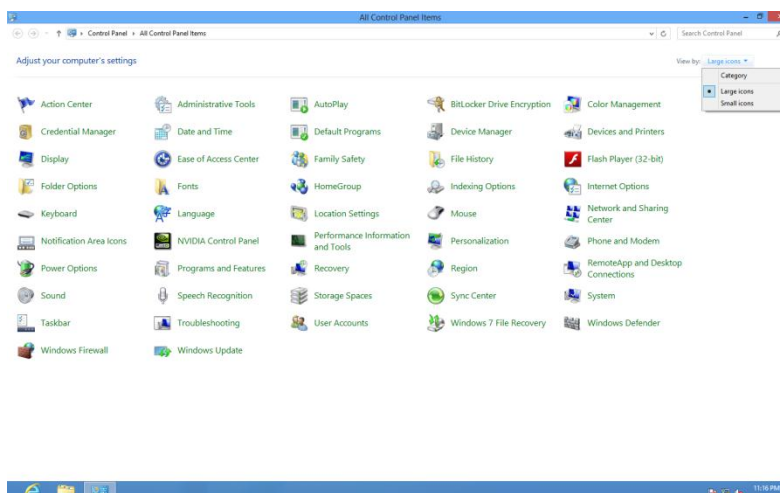 All Control Panel Items
Control Panel All Control Panel Items
Search Control Panel
Adjust your computer's settings
View by: Large icons
Category
Large icons
Small icons
Action Center
Administrative Tools
AutoPlay
BitLocker Drive Encryption
Color Management
Credential Manager
Date and Time
Default Programs
Device Manager
Devices and Printers
Display
Ease of Access Center
Family Safety
File History
Flash Player (32-bit)
Folder Options
Fonts
HomeGroup
Indexing Options
Internet Options
Keyboard
Language
Location Settings
Mouse
Network and Sharing
Center
Notification Area Icons
NVIDIA Control Panel
Performance Information
and Tools
Personalization
Phone and Modem
Power Options
Programs and Features
Recovery
Region
RemoteApp and Desktop
Connections
Sound
Speech Recognition
Storage Spaces
Sync Center
System
Taskbar
Troubleshooting
User Accounts
Windows 7 File Recovery
Windows Defender
Windows Firewall
Windows Update
11:16 PM